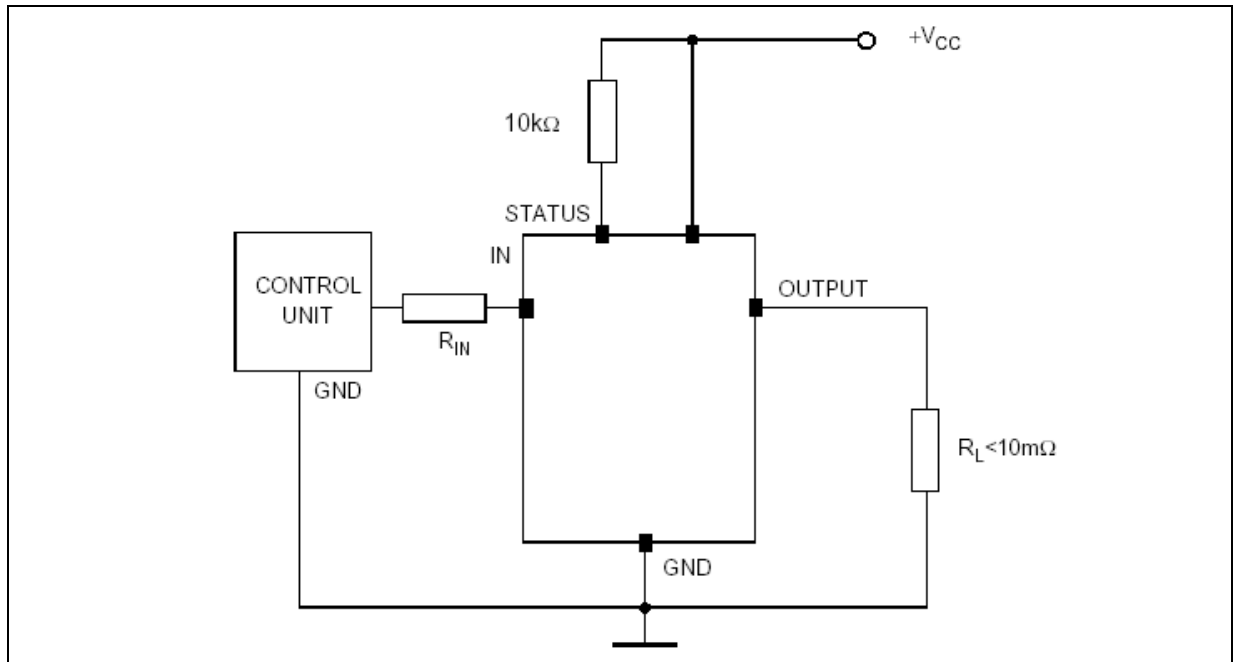 +VCC
10kΩ
STATUS
IN
CONTROL
UNIT
OUTPUT
RIN
GND
RL<10mΩ
GND